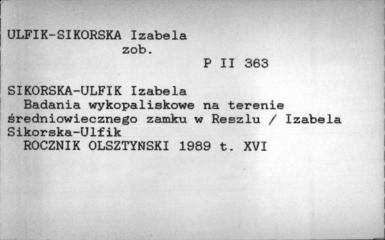 ULFIK-SIKORSKA Izabela
zob.
P II 363
SIKORSKA-ULFIK Izabela
Badania wykopaliskowe na terenie
średniowiecznego zamku w Reszlu / Izabela
Sikorska-Ulfik
ROCZNIK OLSZTYŃSKI 1989 t. XVI